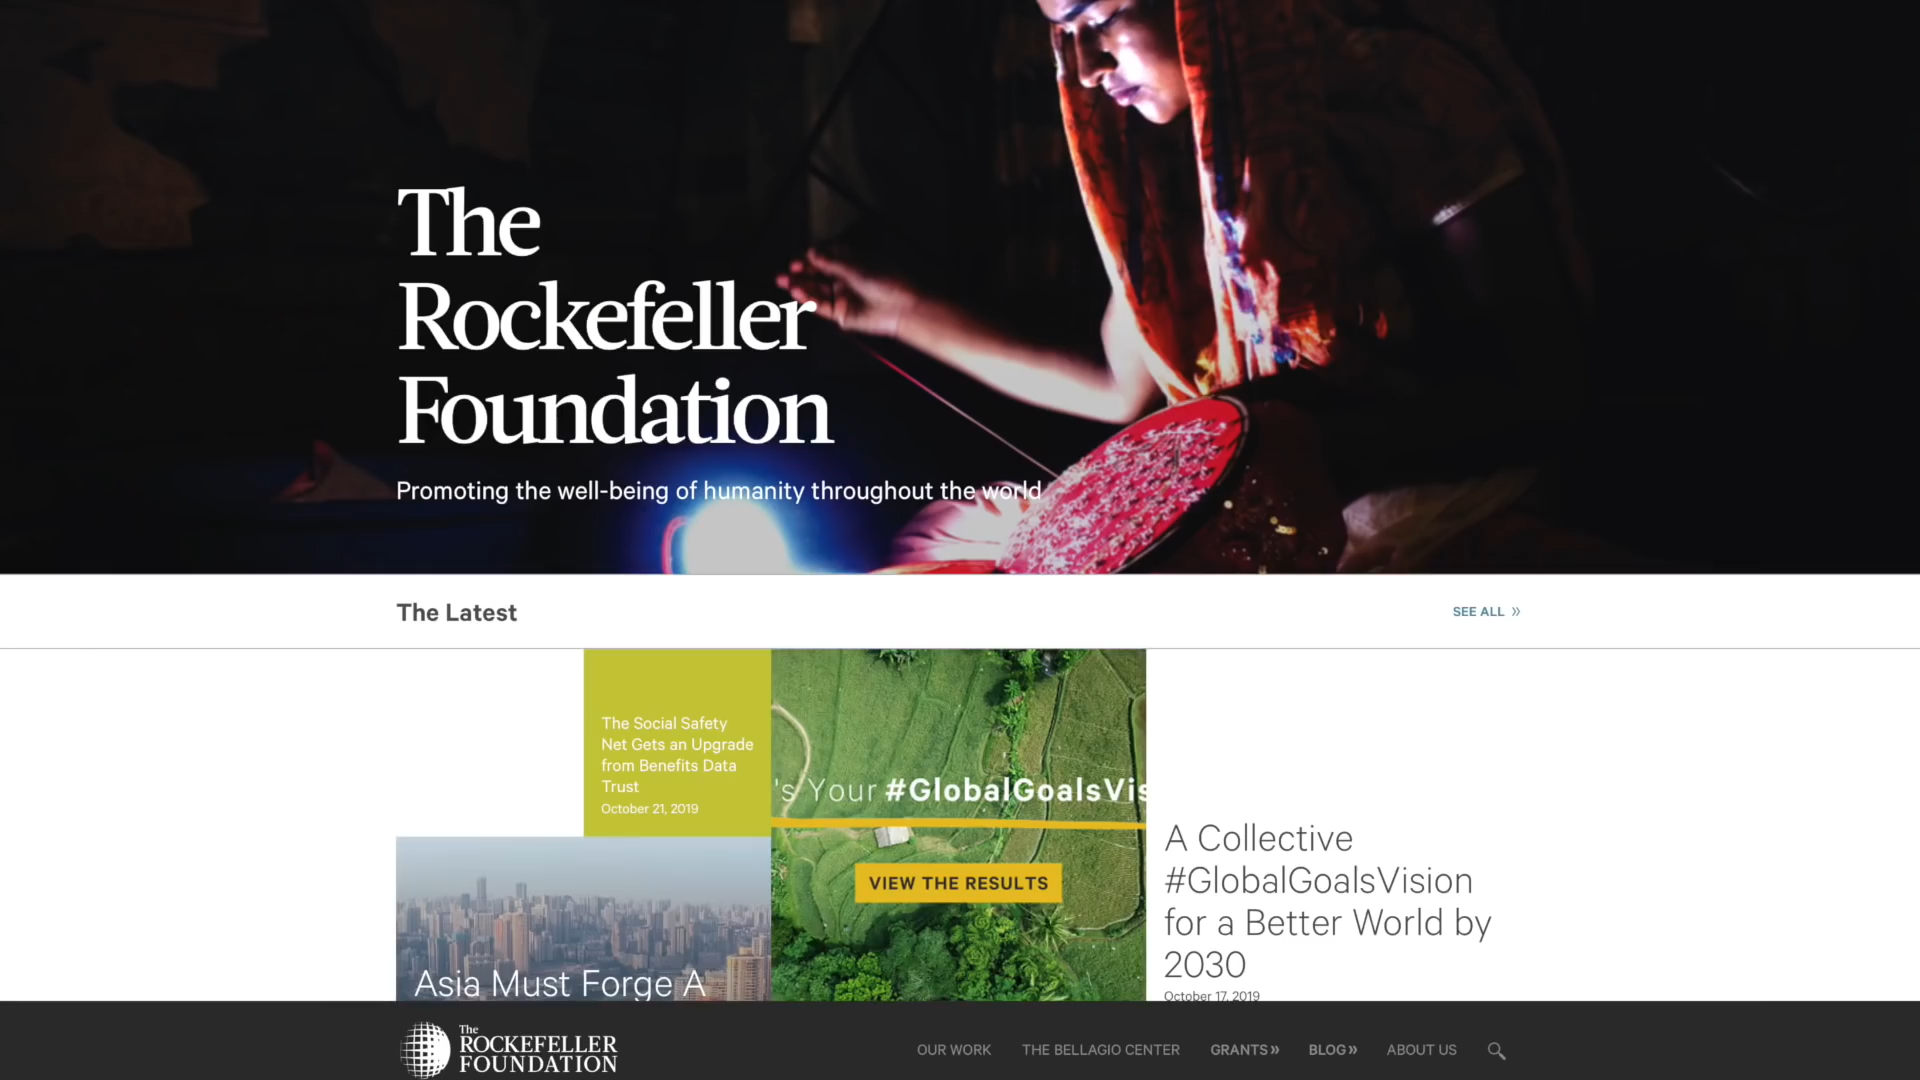 The
Rockefeller
Foundation
Promoting the well-being of humanity throughout the world
The Latest
SEE ALL »
The Social Safety
Net Gets an Upgrade
from Benefits Data
Trust
October 21, 2019
's Your #GlobalGoalsVis
VIEW THE RESULTS
A Collective
#GlobalGoalsVision
for a Better World by
2030
October 17, 2019
Asia Must Forge A
The
ROCKEFELLER
FOUNDATION
OUR WORK
THE BELLAGIO CENTER
GRANTS »
BLOG »
ABOUT US